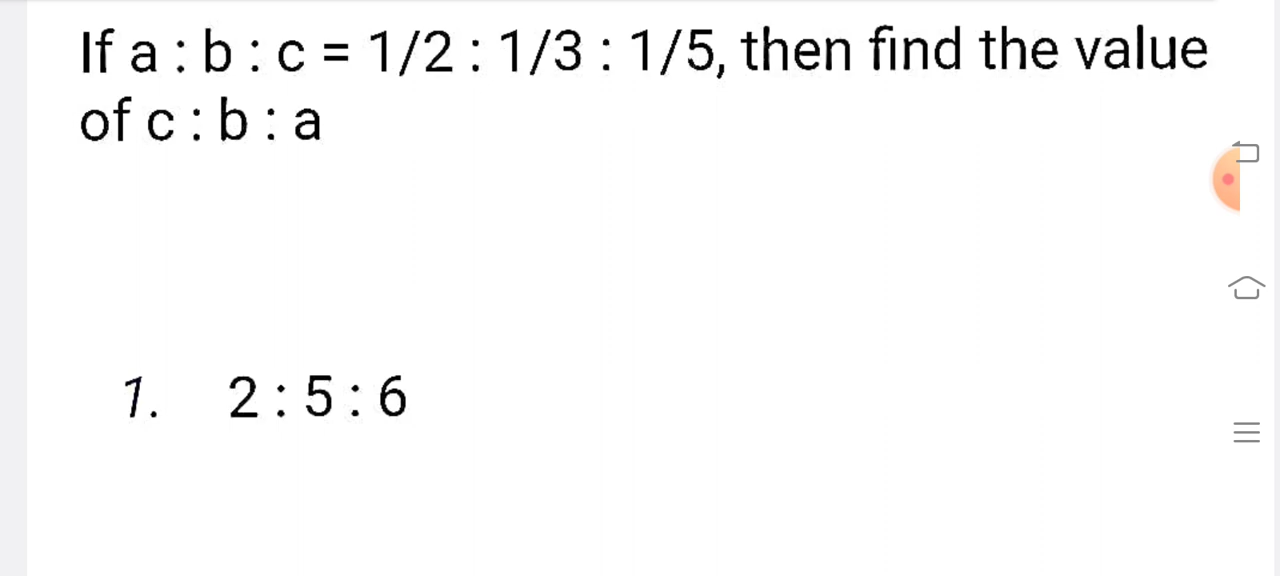 If a : b : c = 1/2 : 1/3 : 1/5, then find the value
of c : b : a
1. 2 : 5 : 6